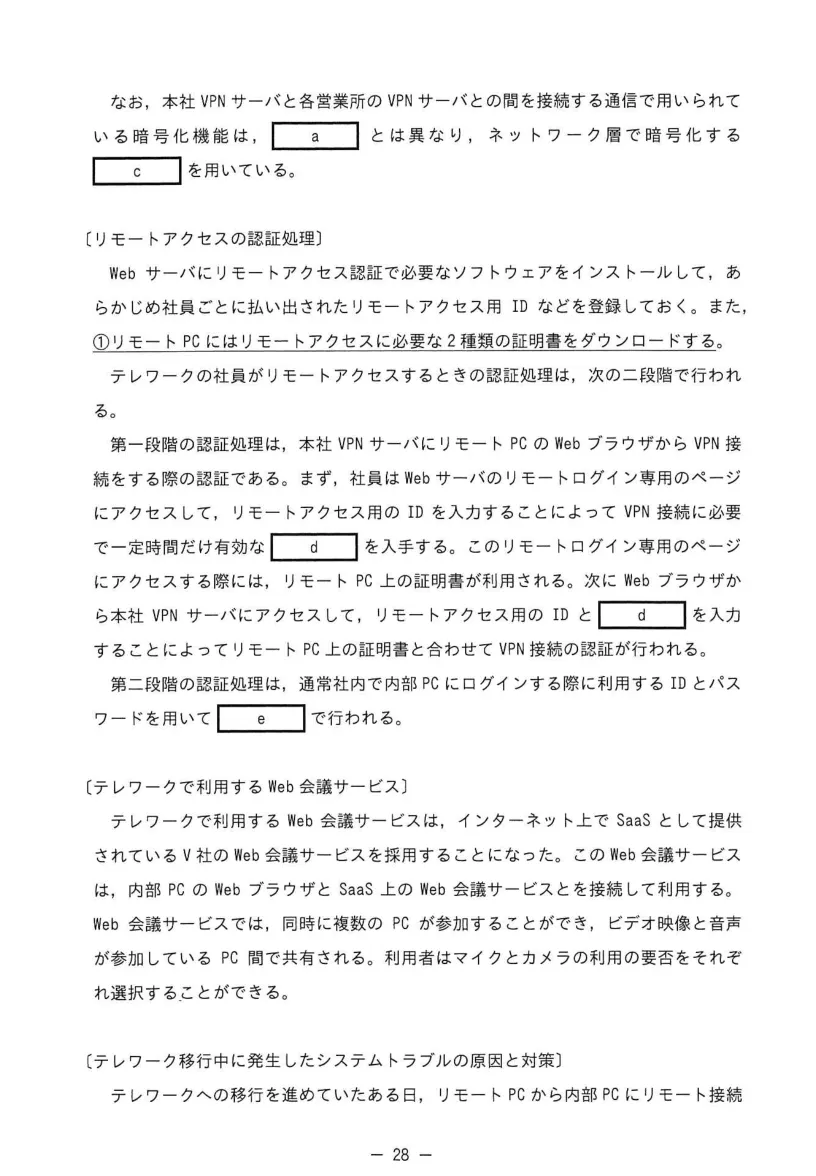 なお，本社 VPN サーバと各営業所の VPN サーバとの間を接続する通信で用いられて
いる暗号化機能は， a とは異なり，ネットワーク層で暗号化する
c を用いている。
〔リモートアクセスの認証処理〕
Web サーバにリモートアクセス認証で必要なソフトウェアをインストールして，あ
らかじめ社員ごとに払い出されたリモートアクセス用 ID などを登録しておく。また，
①リモート PC にはリモートアクセスに必要な 2 種類の証明書をダウンロードする。
テレワークの社員がリモートアクセスするときの認証処理は，次の二段階で行われ
る。
第一段階の認証処理は，本社 VPN サーバにリモート PC の Web ブラウザから VPN 接
続をする際の認証である。まず，社員は Web サーバのリモートログイン専用のページ
にアクセスして，リモートアクセス用の ID を入力することによって VPN 接続に必要
で一定時間だけ有効な d を入手する。このリモートログイン専用のページ
にアクセスする際には，リモート PC 上の証明書が利用される。次に Web ブラウザか
ら本社 VPN サーバにアクセスして，リモートアクセス用の ID と d を入力
することによってリモート PC 上の証明書と合わせて VPN 接続の認証が行われる。
第二段階の認証処理は，通常社内で内部 PC にログインする際に利用する ID とパス
ワードを用いて e で行われる。
〔テレワークで利用する Web 会議サービス〕
テレワークで利用する Web 会議サービスは，インターネット上で SaaS として提供
されている V 社の Web 会議サービスを採用することになった。この Web 会議サービス
は，内部 PC の Web ブラウザと SaaS 上の Web 会議サービスとを接続して利用する。
Web 会議サービスでは，同時に複数の PC が参加することができ，ビデオ映像と音声
が参加している PC 間で共有される。利用者はマイクとカメラの利用の要否をそれぞ
れ選択することができる。
〔テレワーク移行中に発生したシステムトラブルの原因と対策〕
テレワークへの移行を進めていたある日，リモート PC から内部 PC にリモート接続
－ 28 －